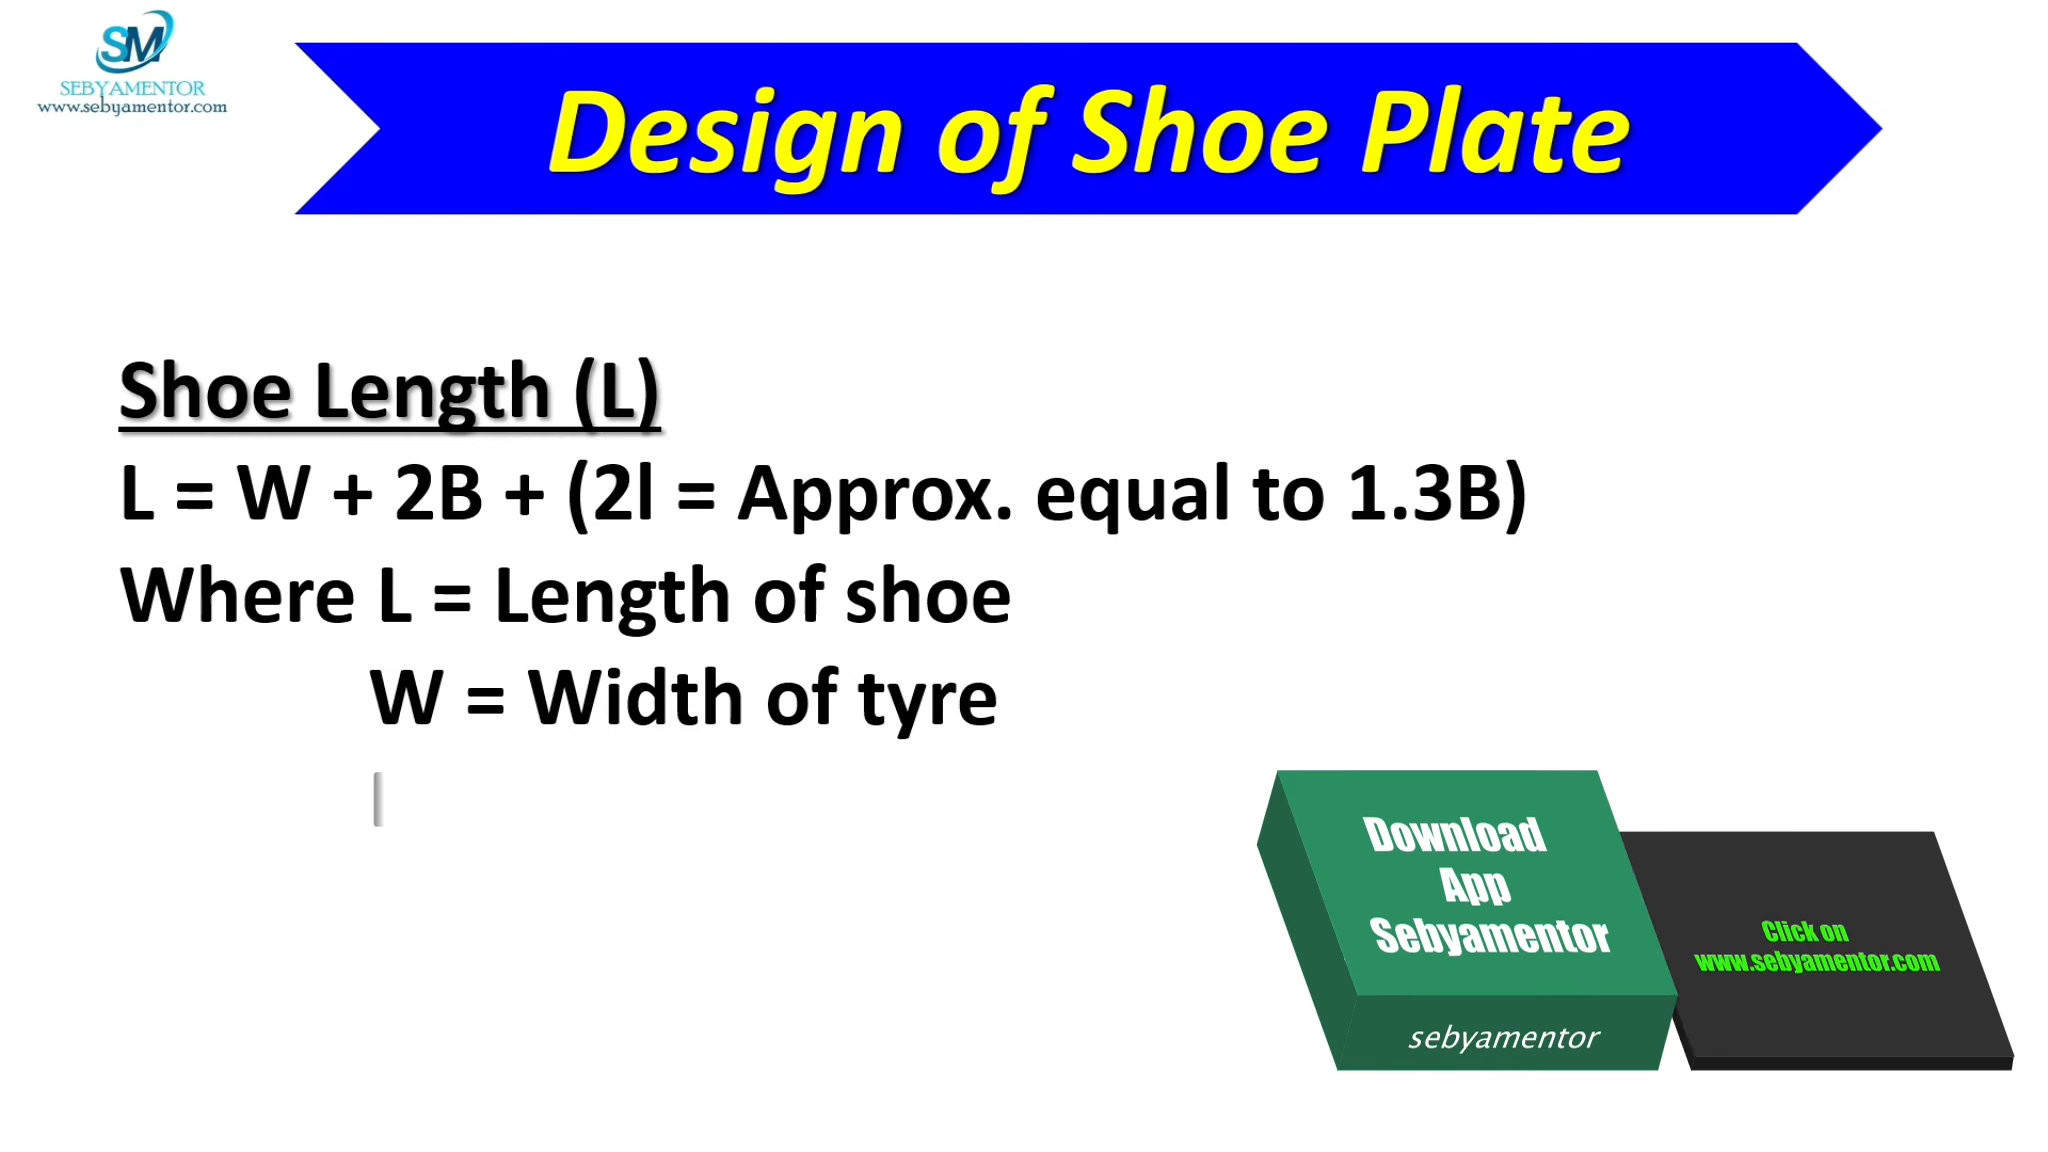 SM
SEBYAMENTOR
www.sebyamentor.com
Design of Shoe Plate
Shoe Length (L)
L = W + 2B + (2l = Approx. equal to 1.3B)
Where L = Length of shoe
W = Width of tyre
Download
App
Sebyamentor
sebyamentor
Click on
www.sebyamentor.com